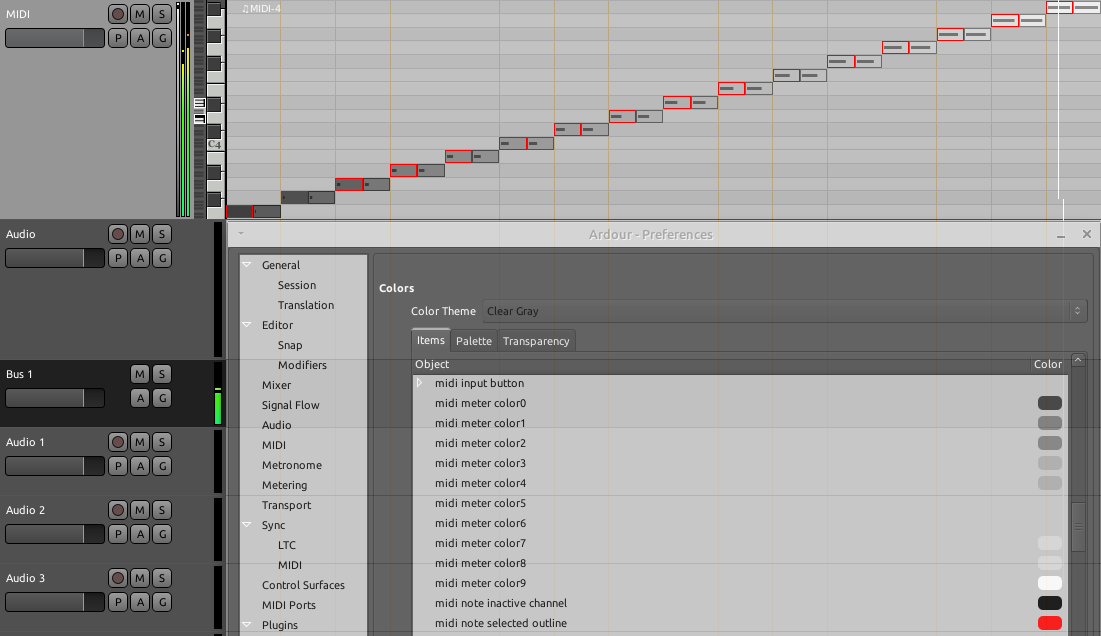 MIDI
M S
P A G
♫MIDI-4
C4
Audio
M S
P A G
Bus 1
M S
A G
Audio 1
M S
P A G
Audio 2
M S
P A G
Audio 3
M S
P A G
Ardour - Preferences
General
Session
Translation
Editor
Snap
Modifiers
Mixer
Signal Flow
Audio
MIDI
Metronome
Metering
Transport
Sync
LTC
MIDI
Control Surfaces
MIDI Ports
Plugins
Colors
Color Theme Clear Gray
Items Palette Transparency
Object Color
midi input button
midi meter color0
midi meter color1
midi meter color2
midi meter color3
midi meter color4
midi meter color5
midi meter color6
midi meter color7
midi meter color8
midi meter color9
midi note inactive channel
midi note selected outline